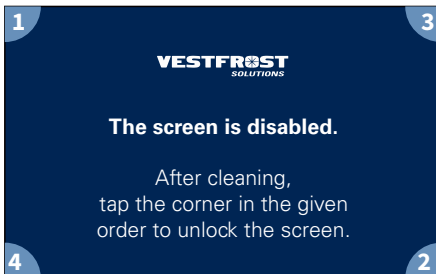 1
3
VESTFROST
SOLUTIONS
The screen is disabled.
After cleaning,
tap the corner in the given
order to unlock the screen.
4
2